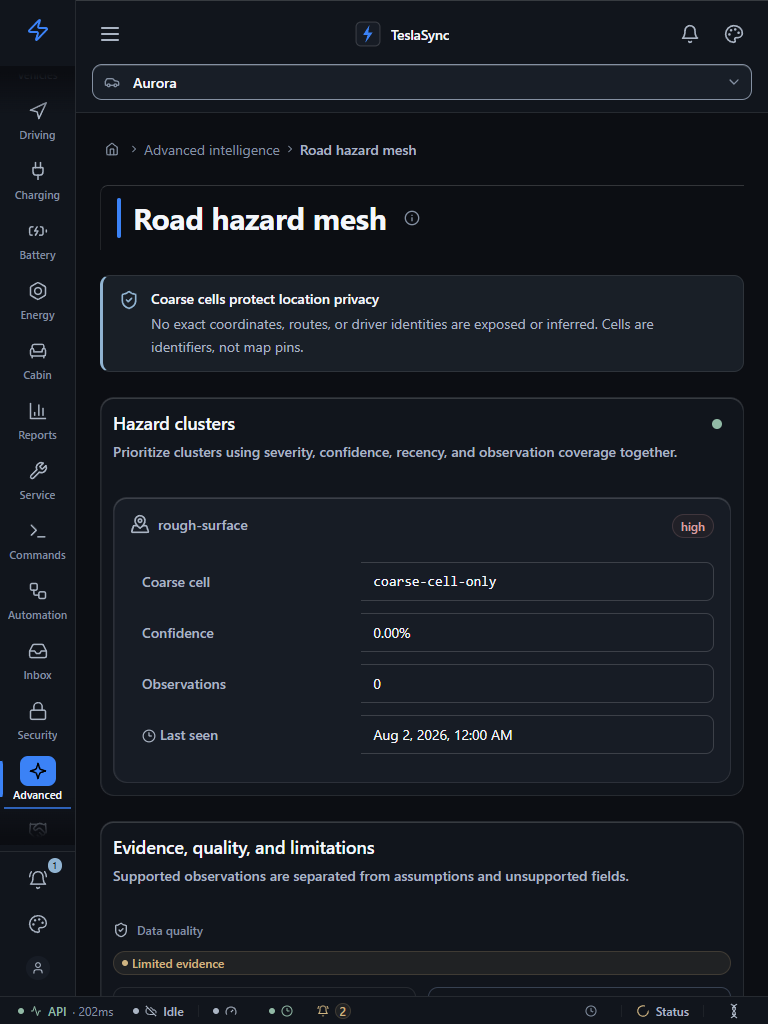 TeslaSync
Aurora
Driving
Charging
Battery
Energy
Cabin
Reports
Service
Commands
Automation
Inbox
Security
Advanced
1
Advanced intelligence > Road hazard mesh
Road hazard mesh
Coarse cells protect location privacy
No exact coordinates, routes, or driver identities are exposed or inferred. Cells are
identifiers, not map pins.
Hazard clusters
Prioritize clusters using severity, confidence, recency, and observation coverage together.
rough-surface
high
Coarse cell
coarse-cell-only
Confidence
0.00%
Observations
0
Last seen
Aug 2, 2026, 12:00 AM
Evidence, quality, and limitations
Supported observations are separated from assumptions and unsupported fields.
Data quality
Limited evidence
API · 202ms
Idle
2
Status